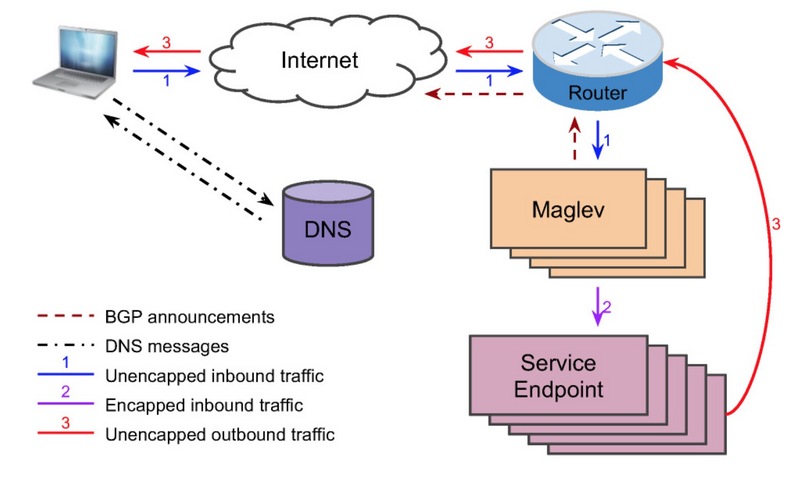 3
Internet
3
1
1
Router
1
Maglev
DNS
3
2
BGP announcements
DNS messages
1
Unencapped inbound traffic
2
Encapped inbound traffic
3
Unencapped outbound traffic
Service
Endpoint